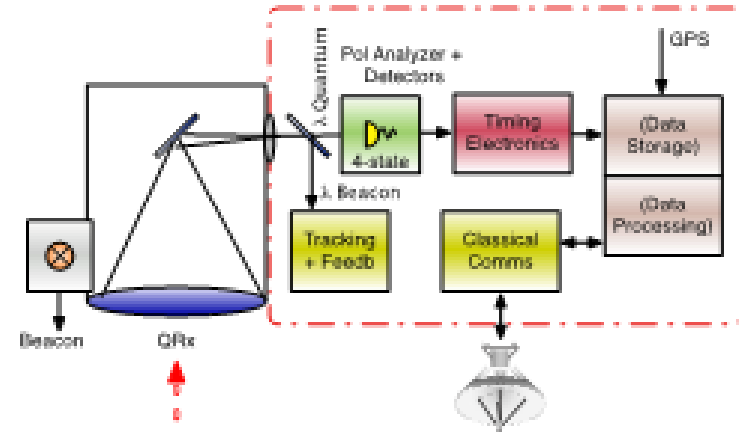 GPS
Pol Analyzer +
Detectors
λ Quantum
4-state
Timing
Electronics
(Data
Storage)
λ Beacon
Tracking
+ Feedb
Classical
Comms
(Data
Processing)
Beacon
QRx